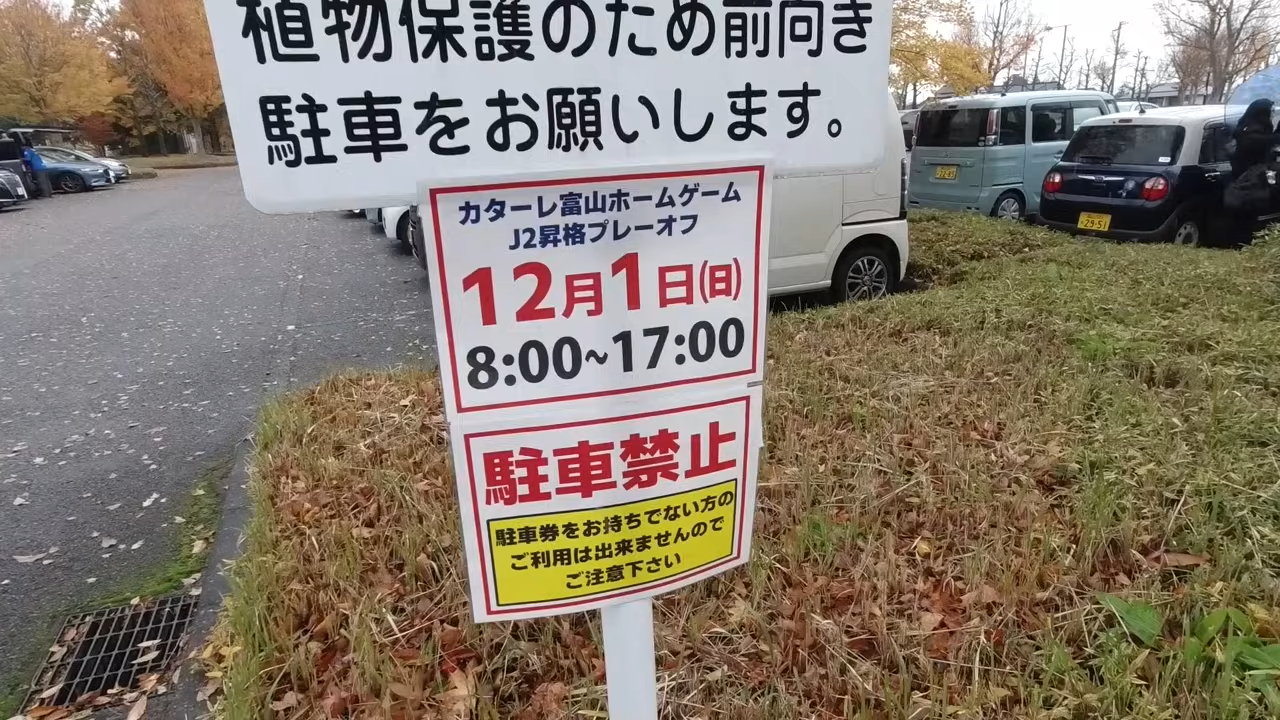 植物保護のため前向き
駐車をお願いします。
カターレ富山ホームゲーム
J2昇格プレーオフ
12月1日(日)
8:00~17:00
駐車禁止
駐車券をお持ちでない方の
ご利用は出来ませんので
ご注意下さい
29-51